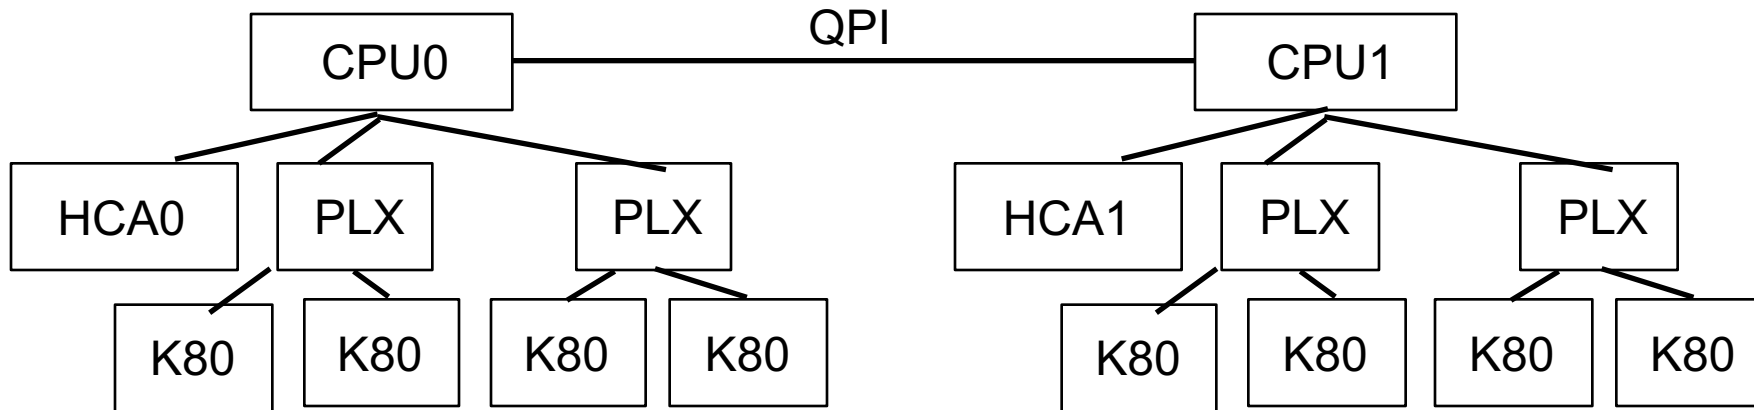 QPI
CPU0 CPU1
HCA0 PLX PLX HCA1 PLX PLX
K80 K80 K80 K80 K80 K80 K80 K80